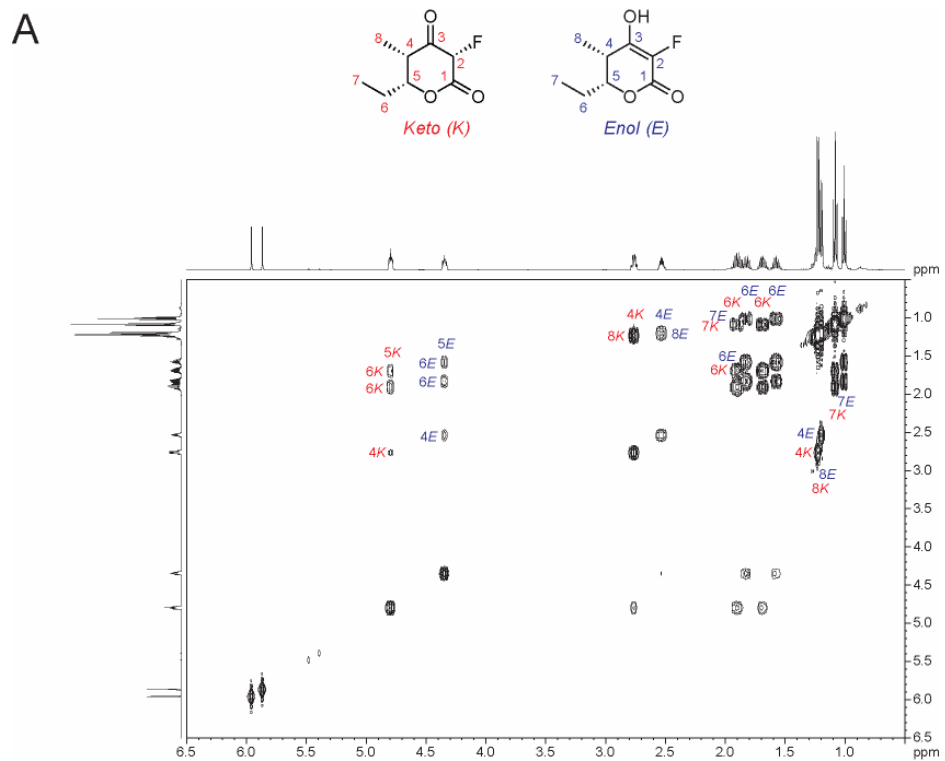 A
O
OH
8 4 3 F
8 4 3 F
7 5 2
7 5 2
6 O 1 O
6 O 1 O
Keto (K) Enol (E)
ppm
6E 6E
6K 6K
7E 4K 4E
7K 8K 8E
5K 5E
6E
6K 6E 6K
6K 6E
7E
7K
4E 4E
4K 4K
8E
8K
1.0
1.5
2.0
2.5
3.0
3.5
4.0
4.5
5.0
5.5
6.0
6.5
6.5 6.0 5.5 5.0 4.5 4.0 3.5 3.0 2.5 2.0 1.5 1.0 ppm